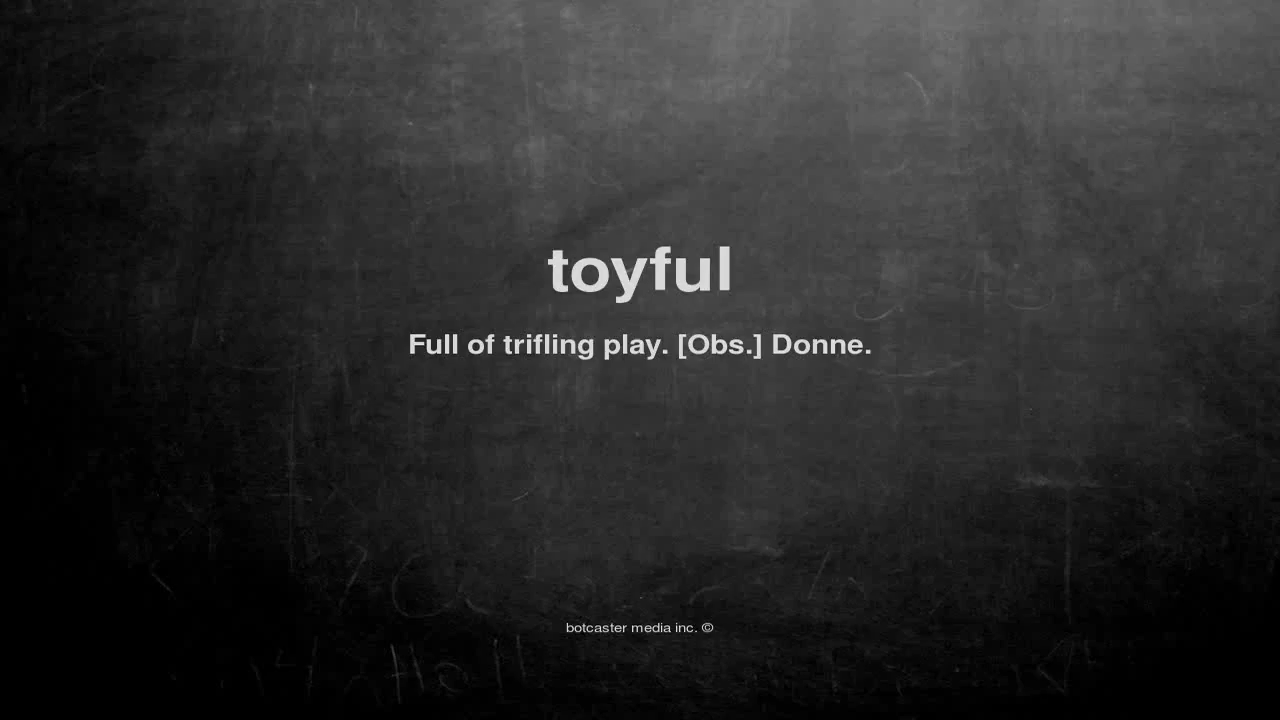 toyful
Full of trifling play. [Obs.] Donne.
botcaster media inc. ©